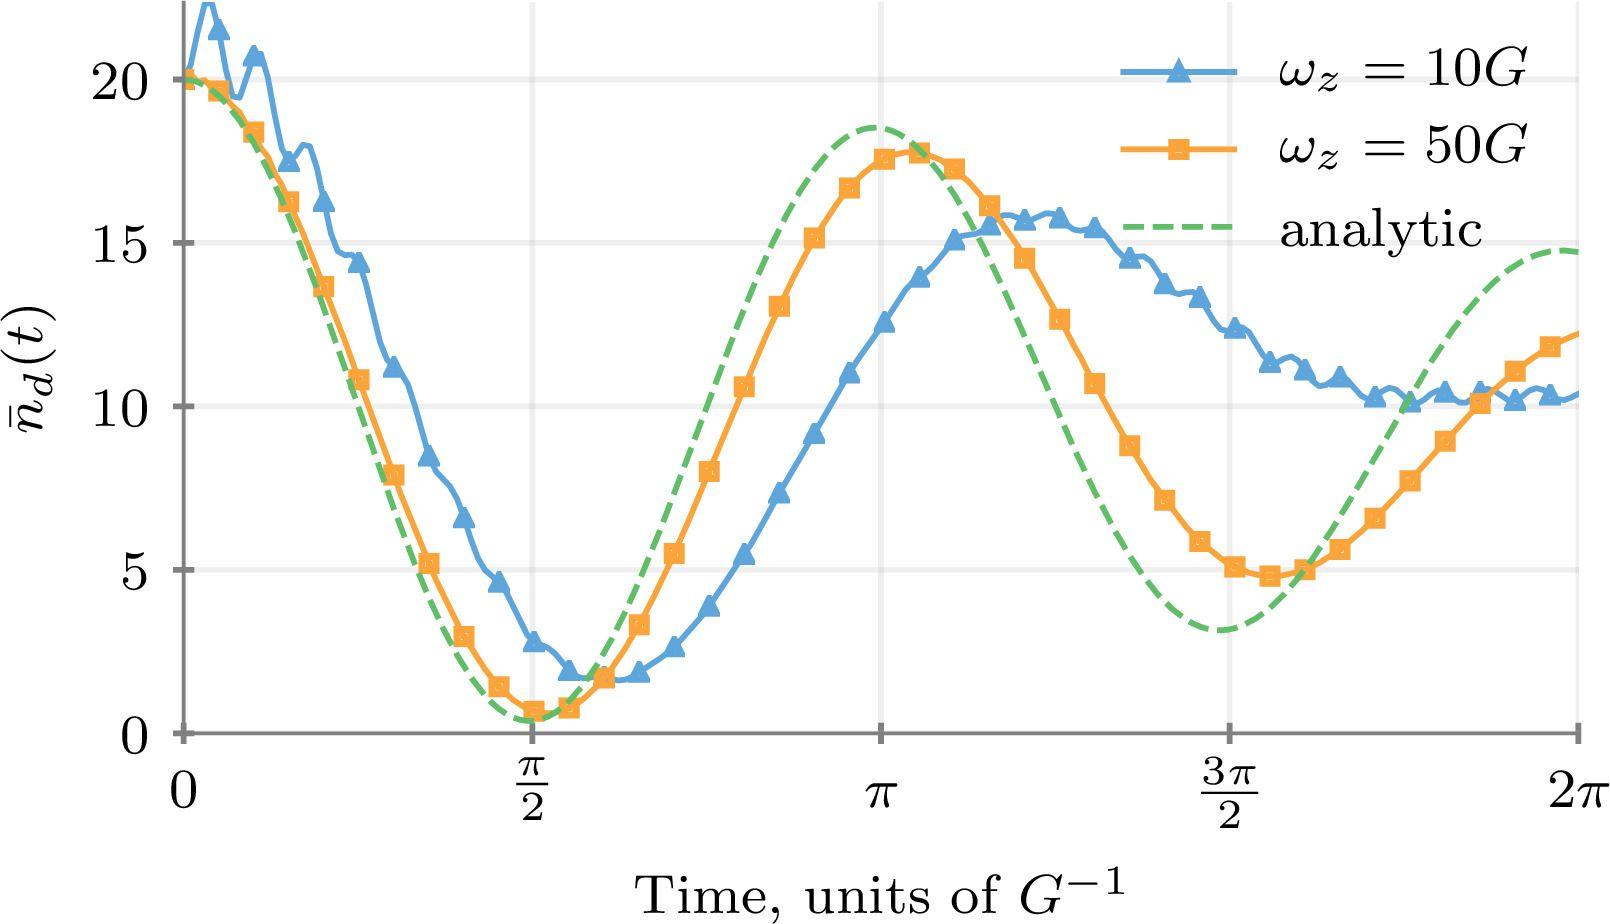 20
15
10
5
0
n̄_d(t)
ω_z = 10G
ω_z = 50G
analytic
0
π/2
π
3π/2
2π
Time, units of G⁻¹